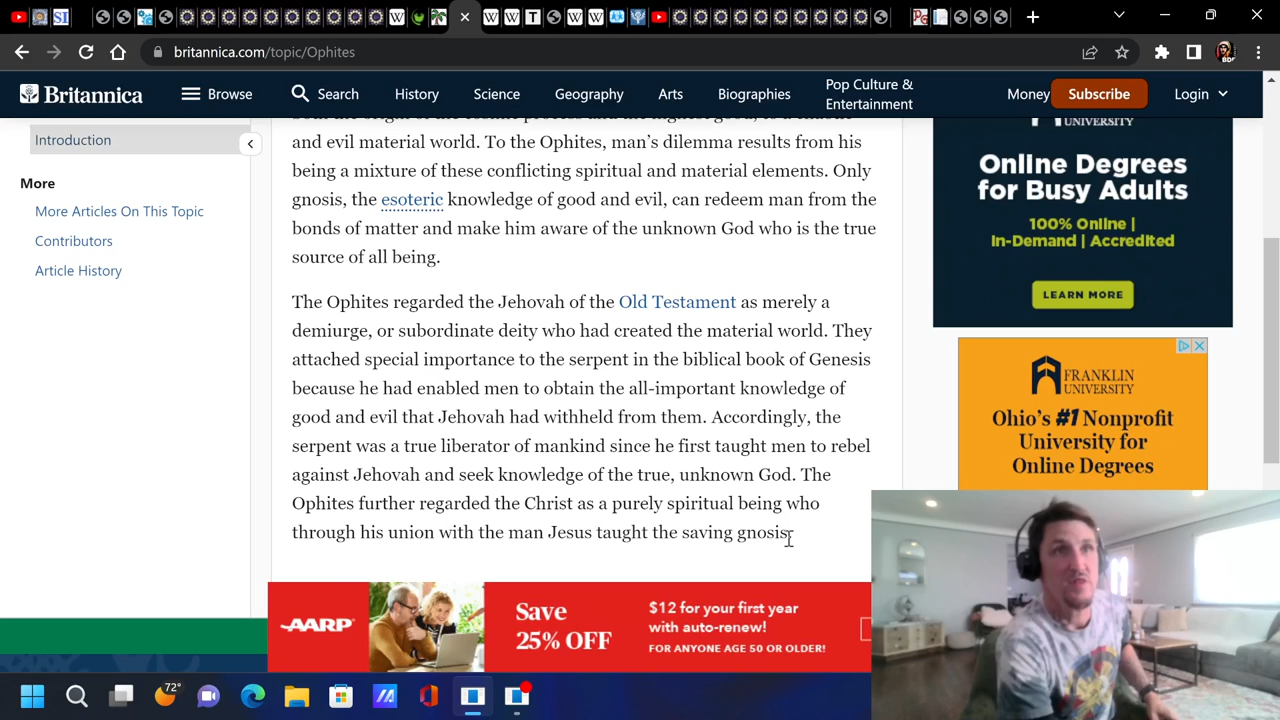 britannica.com/topic/Ophites
BDE
Britannica
Browse
Search
History
Science
Geography
Arts
Biographies
Pop Culture &
Entertainment
Money
Subscribe
Login
Introduction
More
More Articles On This Topic
Contributors
Article History
and evil material world. To the Ophites, man's dilemma results from his
being a mixture of these conflicting spiritual and material elements. Only
gnosis, the esoteric knowledge of good and evil, can redeem man from the
bonds of matter and make him aware of the unknown God who is the true
source of all being.
The Ophites regarded the Jehovah of the Old Testament as merely a
demiurge, or subordinate deity who had created the material world. They
attached special importance to the serpent in the biblical book of Genesis
because he had enabled men to obtain the all-important knowledge of
good and evil that Jehovah had withheld from them. Accordingly, the
serpent was a true liberator of mankind since he first taught men to rebel
against Jehovah and seek knowledge of the true, unknown God. The
Ophites further regarded the Christ as a purely spiritual being who
through his union with the man Jesus taught the saving gnosis
UNIVERSITY
Online Degrees
for Busy Adults
100% Online |
In-Demand | Accredited
LEARN MORE
FRANKLIN
UNIVERSITY
Ohio's #1 Nonprofit
University for
Online Degrees
AARP
Save
25% OFF
$12 for your first year
with auto-renew!
FOR ANYONE AGE 50 OR OLDER!
72°